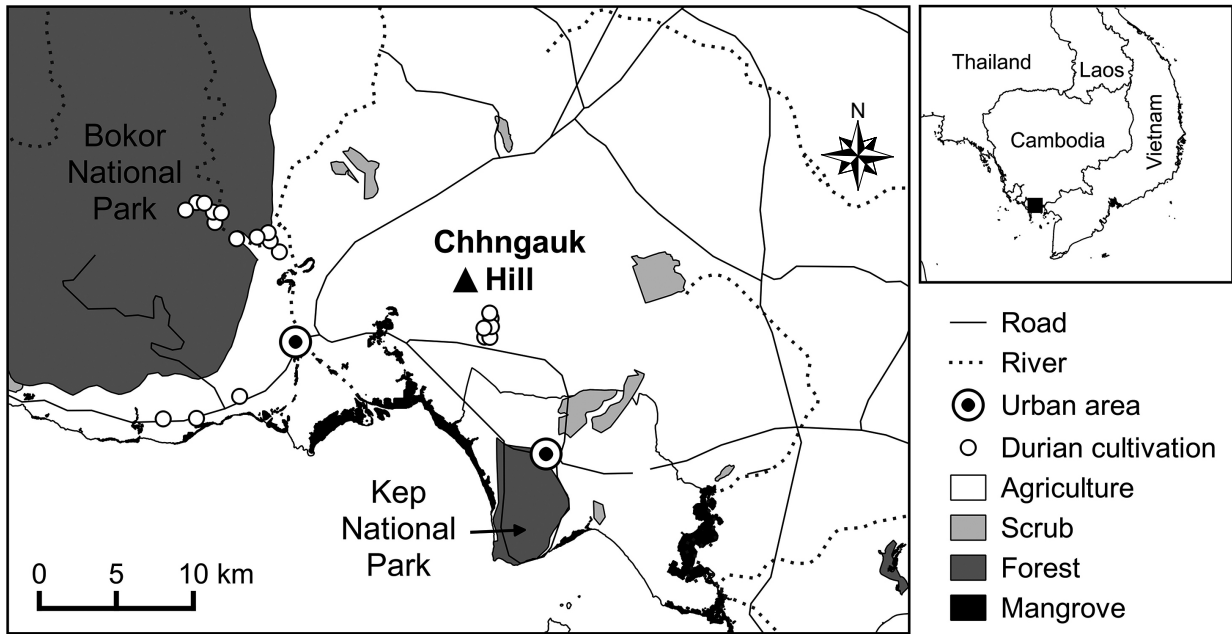 Bokor
National
Park
Chhngauk
Hill
Kep
National
Park
0 5 10 km
N
Thailand
Laos
Cambodia
Vietnam
Road
River
Urban area
Durian cultivation
Agriculture
Scrub
Forest
Mangrove